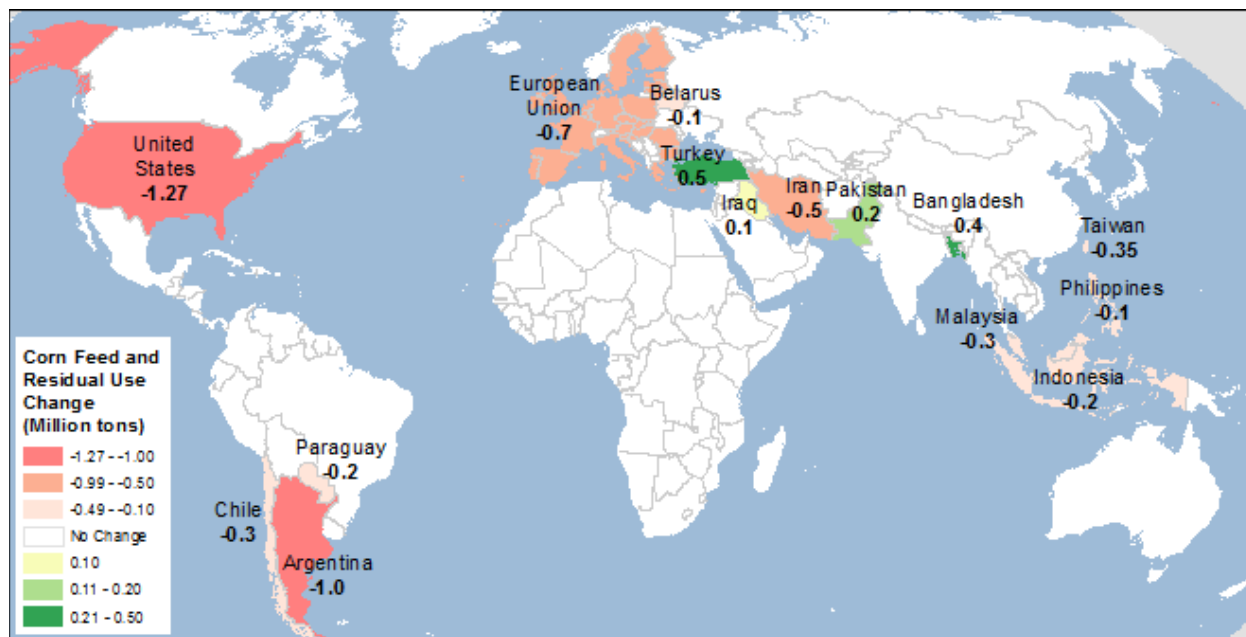 European
Union
-0.7
Belarus
-0.1
United
States
-1.27
Turkey
0.5
Iraq
0.1
Iran
-0.5
Pakistan
0.2
Bangladesh
0.4
Taiwan
-0.35
Philippines
-0.1
Malaysia
-0.3
Indonesia
-0.2
Paraguay
-0.2
Chile
-0.3
Argentina
-1.0
Corn Feed and
Residual Use
Change
(Million tons)
-1.27 - -1.00
-0.99 - -0.50
-0.49 - -0.10
No Change
0.10
0.11 - 0.20
0.21 - 0.50